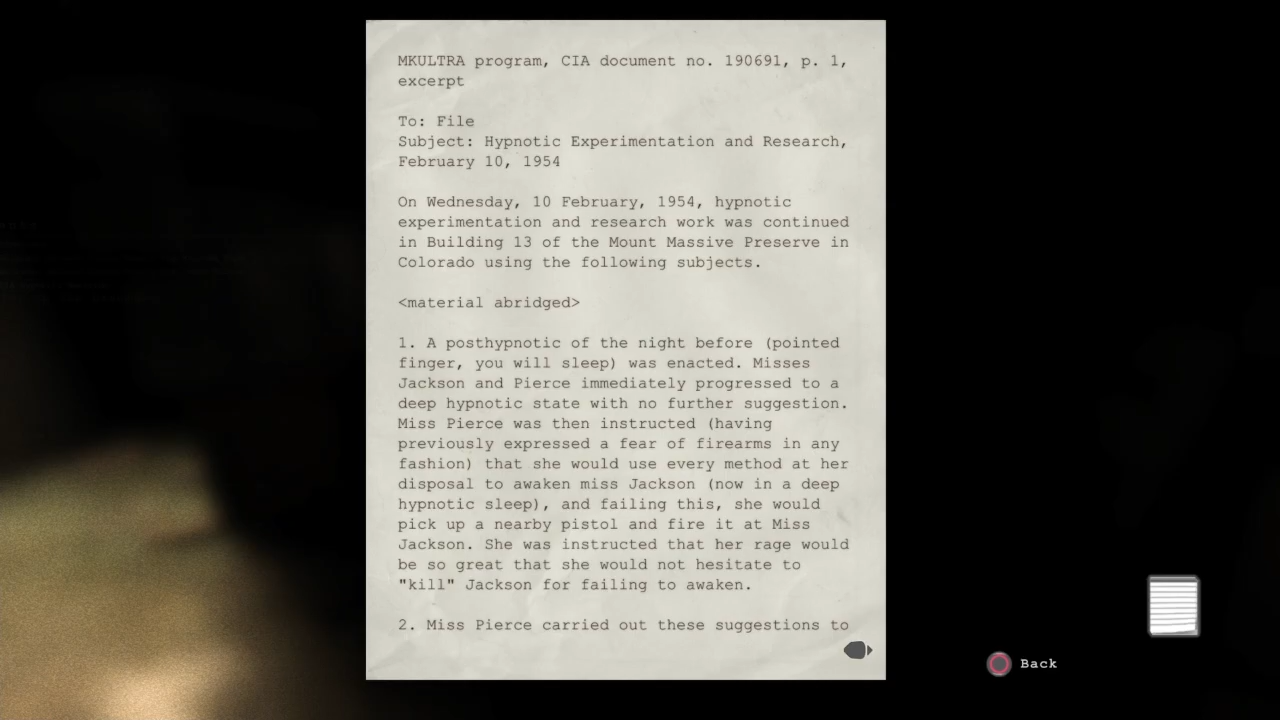 MKULTRA program, CIA document no. 190691, p. 1,
excerpt
To: File
Subject: Hypnotic Experimentation and Research,
February 10, 1954
On Wednesday, 10 February, 1954, hypnotic
experimentation and research work was continued
in Building 13 of the Mount Massive Preserve in
Colorado using the following subjects.
<material abridged>
1. A posthypnotic of the night before (pointed
finger, you will sleep) was enacted. Misses
Jackson and Pierce immediately progressed to a
deep hypnotic state with no further suggestion.
Miss Pierce was then instructed (having
previously expressed a fear of firearms in any
fashion) that she would use every method at her
disposal to awaken miss Jackson (now in a deep
hypnotic sleep), and failing this, she would
pick up a nearby pistol and fire it at Miss
Jackson. She was instructed that her rage would
be so great that she would not hesitate to
"kill" Jackson for failing to awaken.
2. Miss Pierce carried out these suggestions to
Back